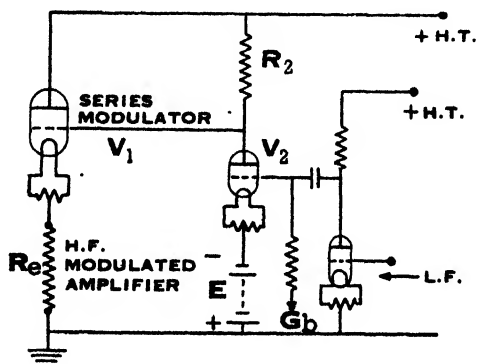 + H.T.
R2
+H.T.
SERIES
MODULATOR
V1
V2
Re
H.F.
MODULATED
AMPLIFIER
−
E
+
Gb
L.F.